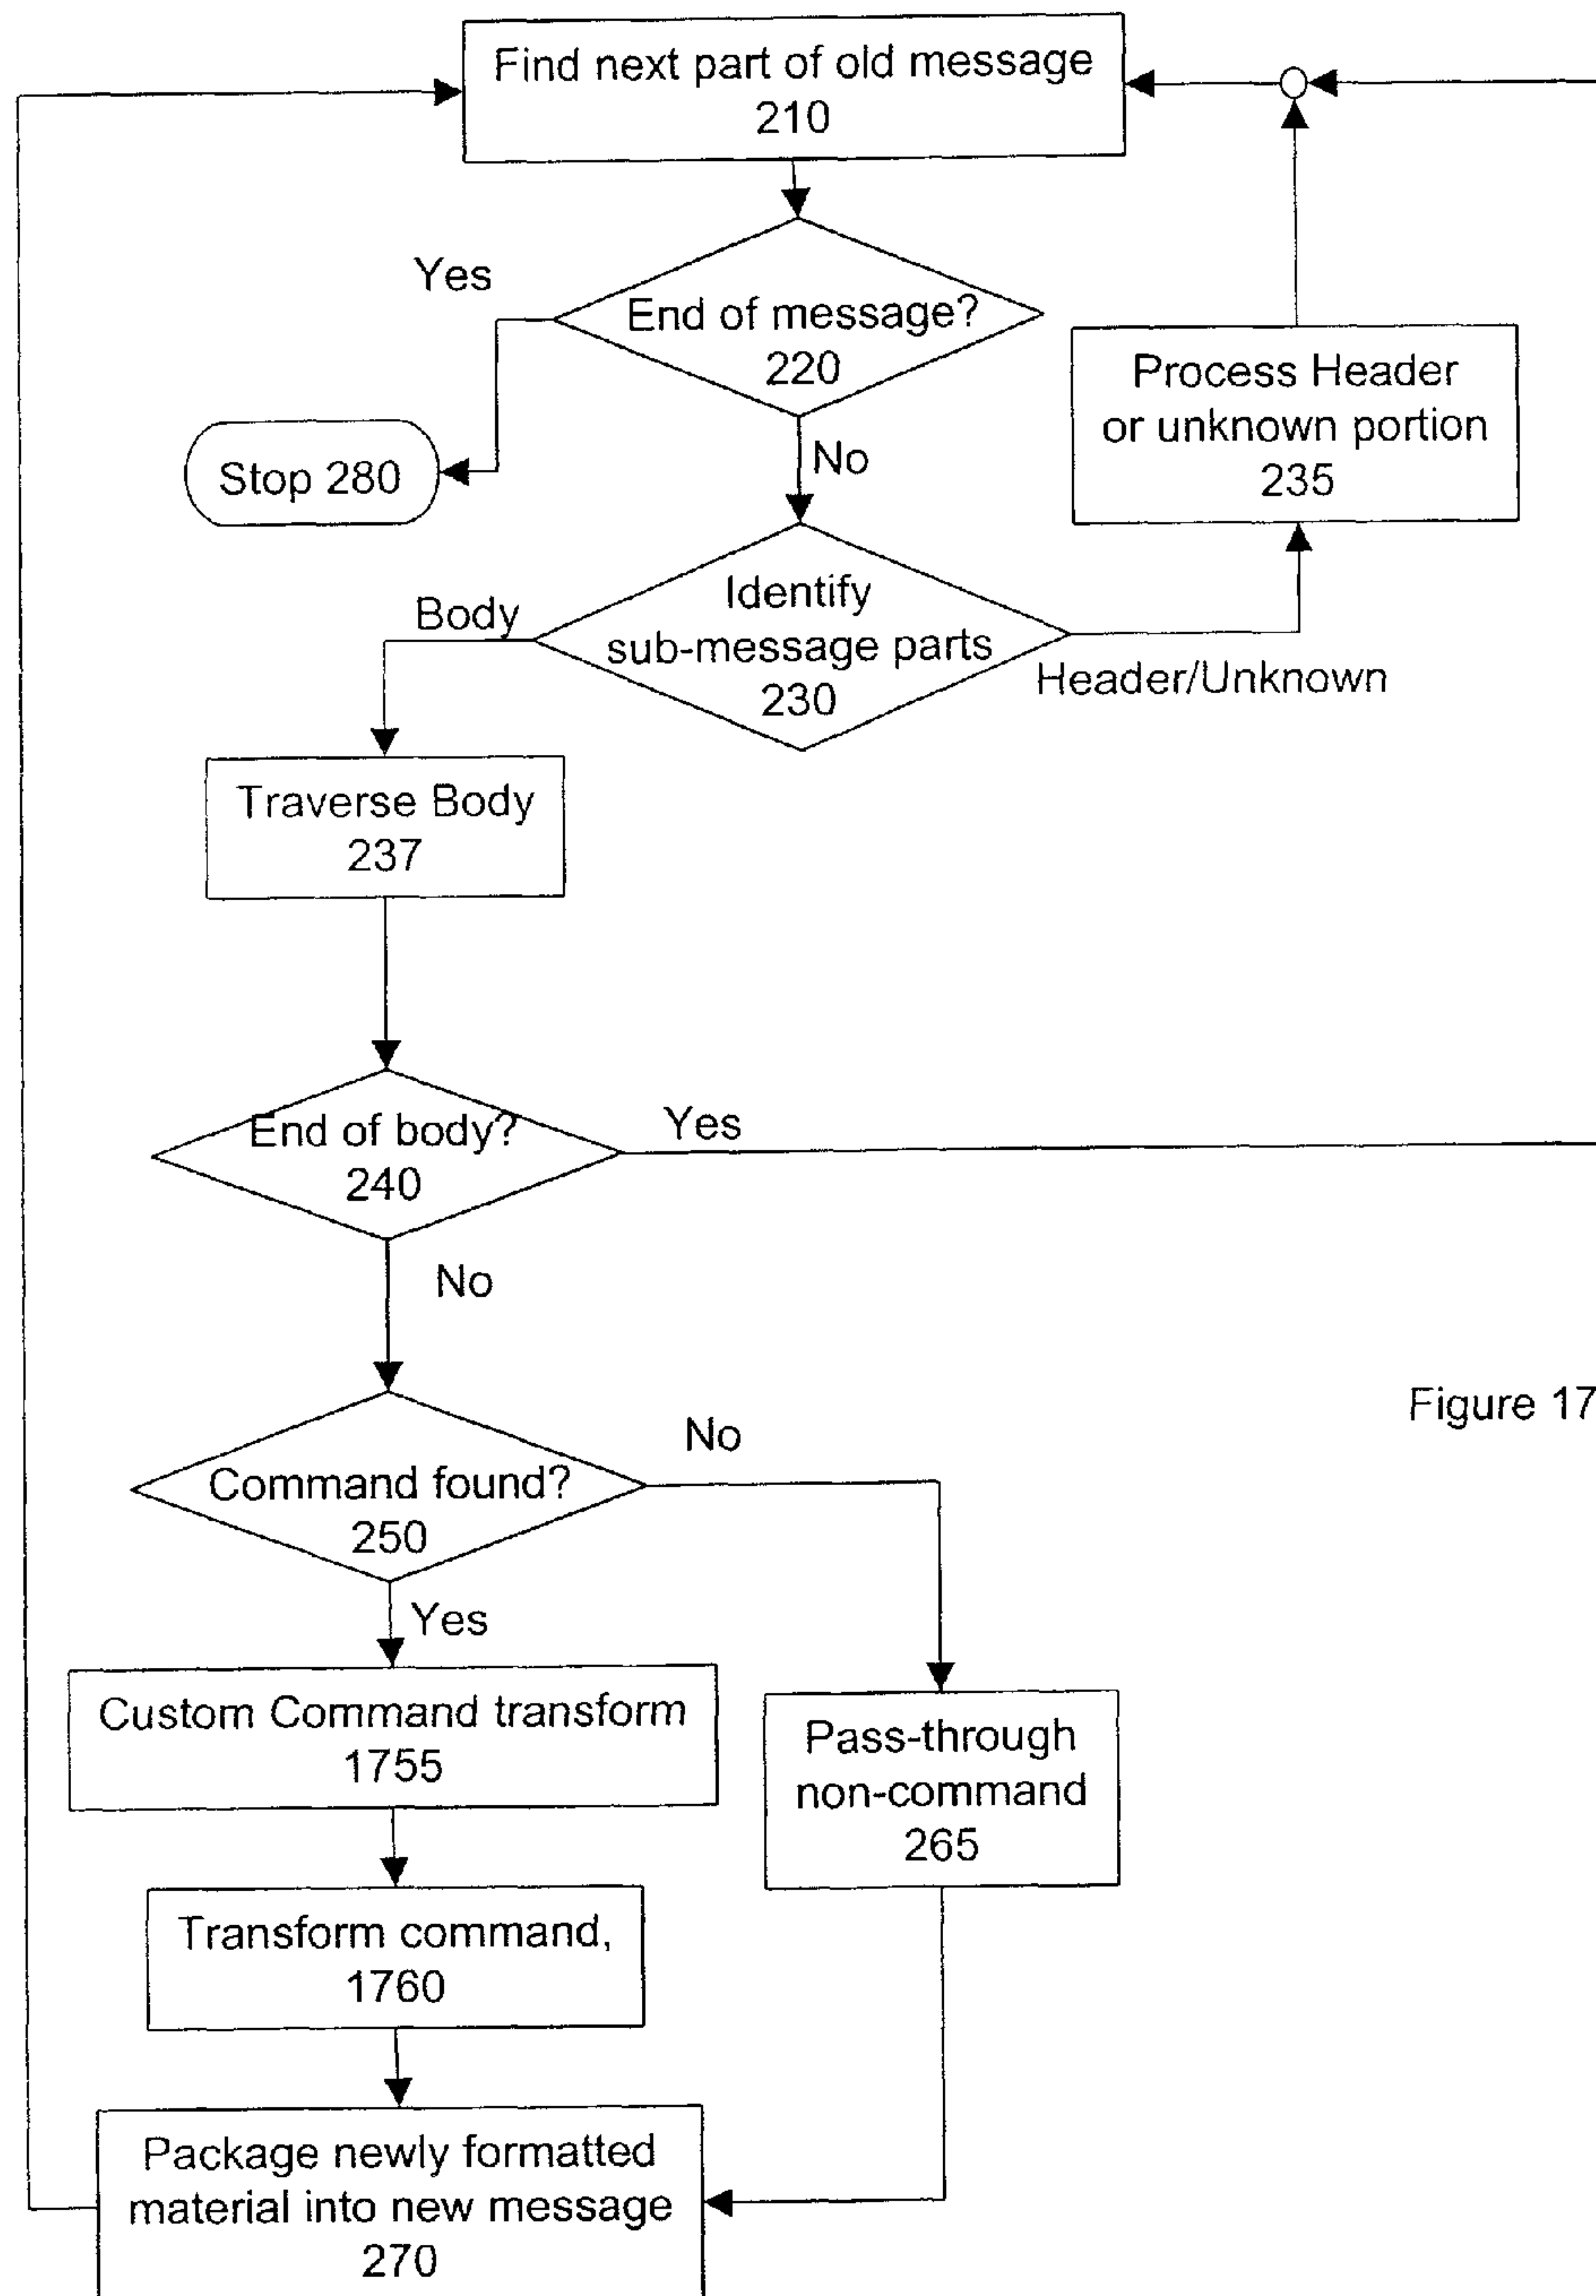 Find next part of old message
210
Yes
End of message?
220
Process Header
or unknown portion
235
No
Stop 280
Identify
sub-message parts
230
Body
Header/Unknown
Traverse Body
237
End of body?
240
Yes
No
Figure 17
Command found?
250
No
Yes
Custom Command transform
1755
Pass-through
non-command
265
Transform command,
1760
Package newly formatted
material into new message
270